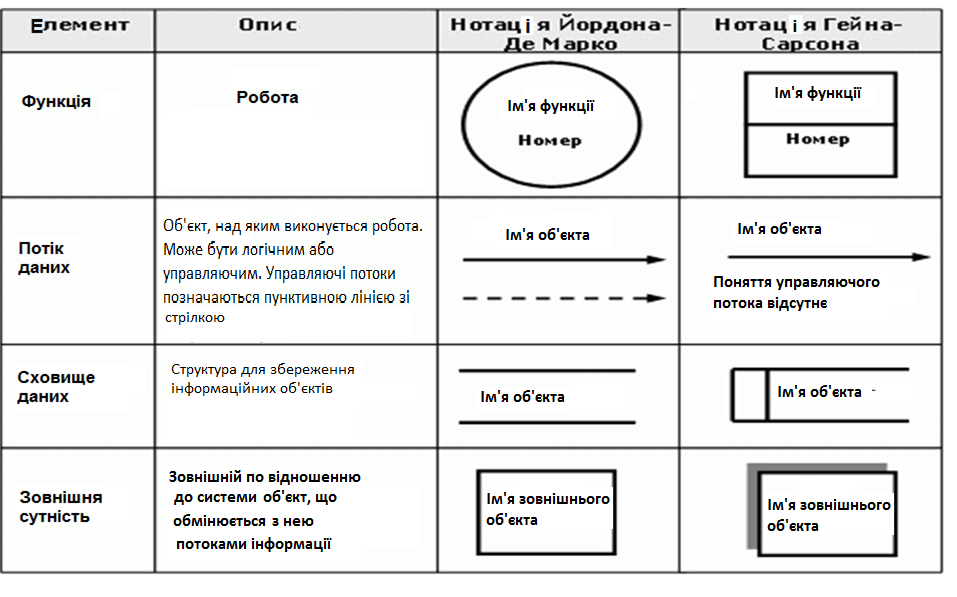 Елемент
Опис
Нотація Йордона-
Де Марко
Нотація Гейна-
Сарсона
Функція
Робота
Ім'я функції
Номер
Ім'я функції
Номер
Потік
даних
Об'єкт, над яким виконується робота.
Може бути логічним або
управляючим. Управляючі потоки
позначаються пунктивною лінією зі
стрілкою
Ім'я об'єкта
Ім'я об'єкта
Поняття управляючого
потока відсутнє
Сховище
даних
Структура для збереження
інформаційних об'єктів
Ім'я об'єкта
Ім'я об'єкта
Зовнішня
сутність
Зовнішній по відношенню
до системи об'єкт, що
обмінюється з нею
потоками інформації
Ім'я зовнішнього
об'єкта
Ім'я зовнішнього
об'єкта